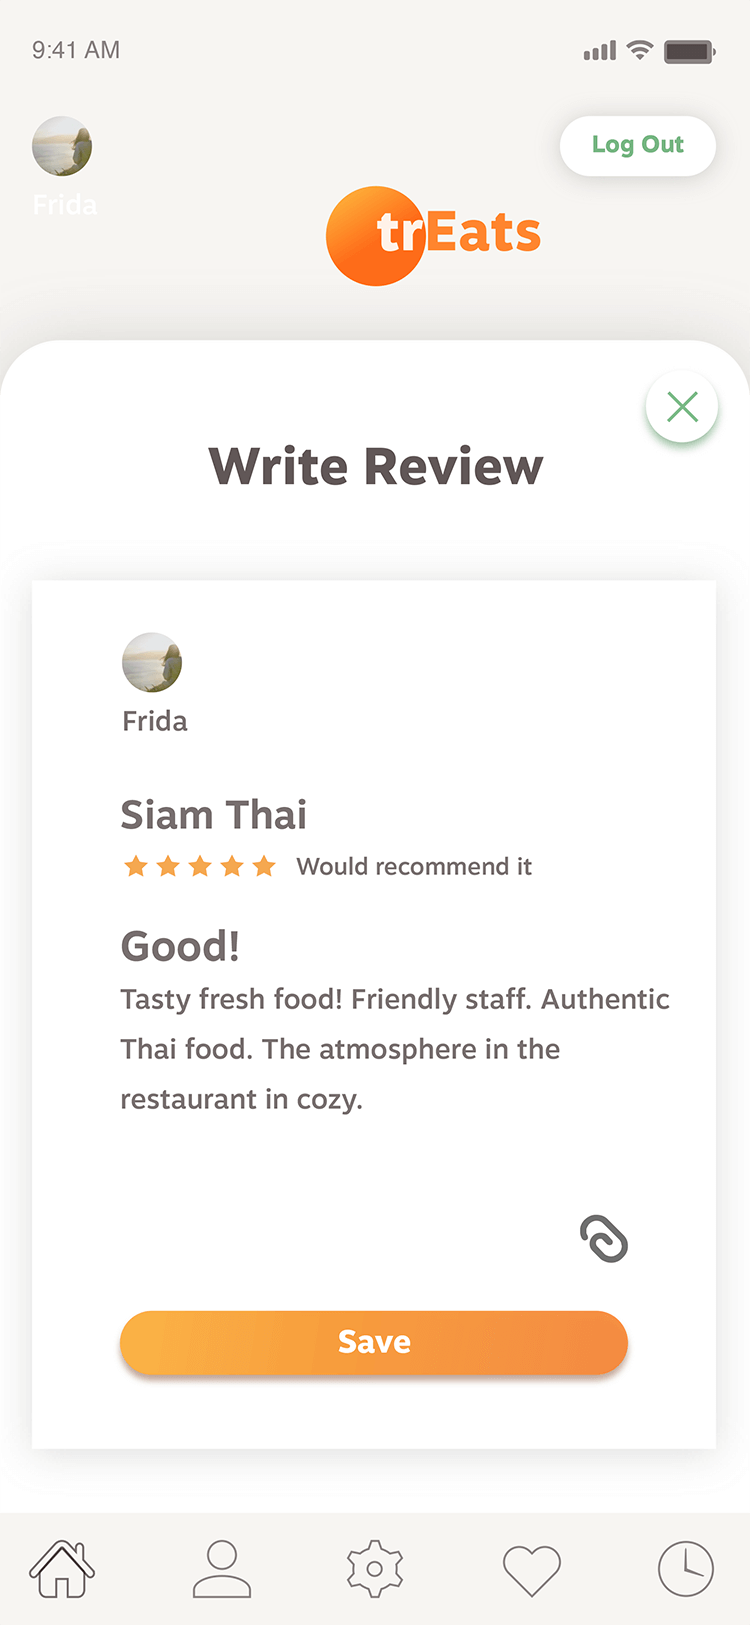 9:41 AM
Log Out
Frida
trEats
Write Review
Frida
Siam Thai
Would recommend it
Good!
Tasty fresh food! Friendly staff. Authentic
Thai food. The atmosphere in the
restaurant in cozy.
Save